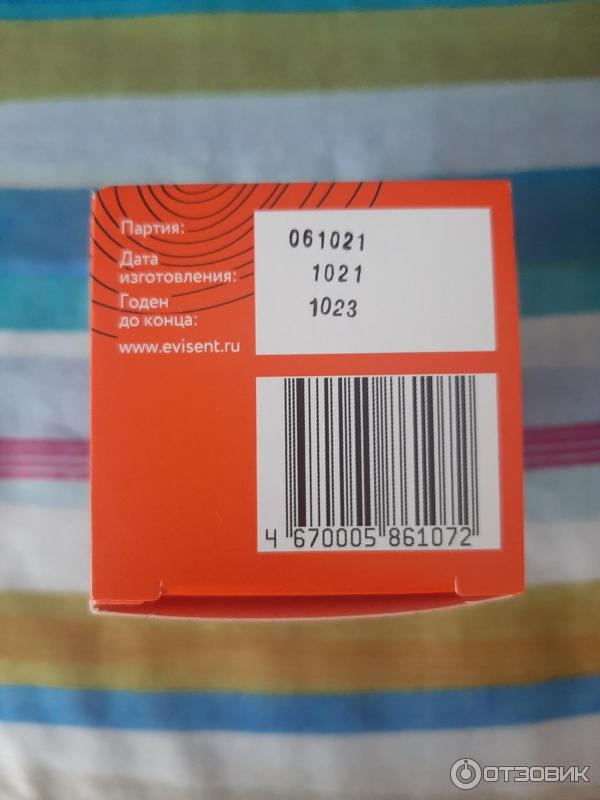 Партия: 061021
Дата
изготовления: 1021
Годен
до конца: 1023
www.evisent.ru
4 670005 861072
ОТЗОВИК